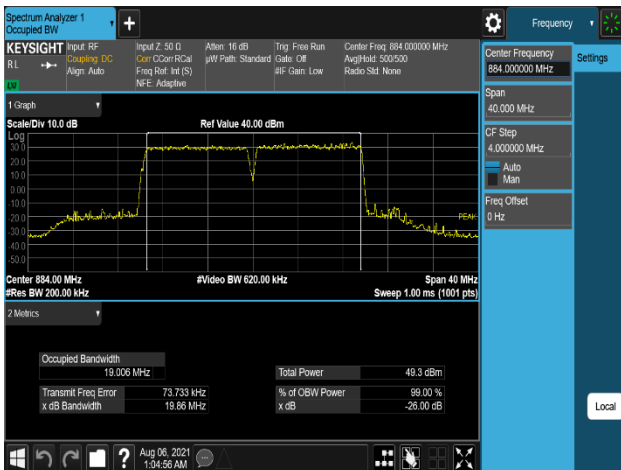 Spectrum Analyzer 1
Occupied BW
Frequency
KEYSIGHT
RL
Input: RF
Coupling: DC
Align: Auto
Input Z: 50 Ω
Corr CCorr RCal
Freq Ref: Int (S)
NFE: Adaptive
Atten: 16 dB
µW Path: Standard
Trig: Free Run
Gate: Off
#IF Gain: Low
Center Freq: 884.000000 MHz
Avg|Hold: 500/500
Radio Std: None
LW
Center Frequency
884.000000 MHz
Settings
Span
40.000 MHz
CF Step
4.000000 MHz
Auto
Man
Freq Offset
0 Hz
1 Graph
Scale/Div 10.0 dB
Ref Value 40.00 dBm
Log
30.0
20.0
10.0
0.00
-10.0
-20.0
-30.0
-40.0
-50.0
PEAK
Center 884.00 MHz
#Video BW 620.00 kHz
Span 40 MHz
#Res BW 200.00 kHz
Sweep 1.00 ms (1001 pts)
2 Metrics
Occupied Bandwidth
19.006 MHz
Total Power 49.3 dBm
Transmit Freq Error 73.733 kHz
% of OBW Power 99.00 %
x dB Bandwidth 19.86 MHz
x dB -26.00 dB
Local
Aug 06, 2021
1:04:56 AM